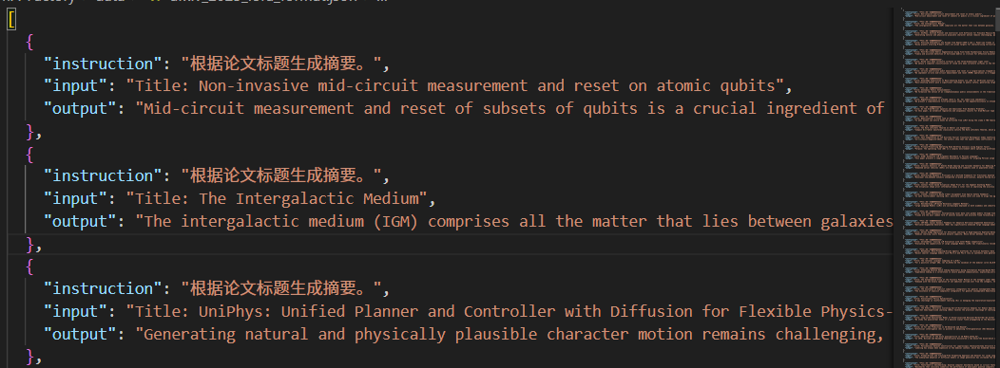 [
{
"instruction": "根据论文标题生成摘要。",
"input": "Title: Non-invasive mid-circuit measurement and reset on atomic qubits",
"output": "Mid-circuit measurement and reset of subsets of qubits is a crucial ingredient of
},
{
"instruction": "根据论文标题生成摘要。",
"input": "Title: The Intergalactic Medium",
"output": "The intergalactic medium (IGM) comprises all the matter that lies between galaxies
},
{
"instruction": "根据论文标题生成摘要。",
"input": "Title: UniPhys: Unified Planner and Controller with Diffusion for Flexible Physics-
"output": "Generating natural and physically plausible character motion remains challenging,
},